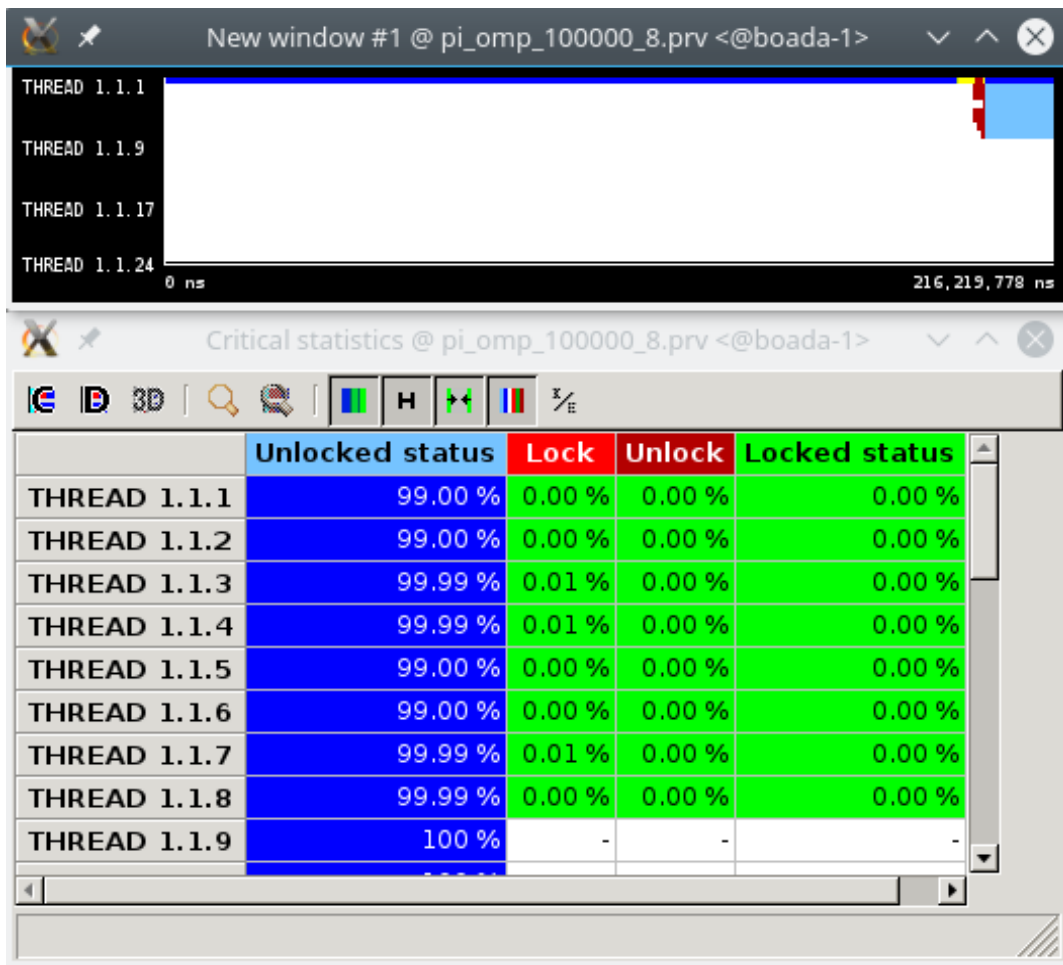 New window #1 @ pi_omp_100000_8.prv <@boada-1>
THREAD 1.1.1
THREAD 1.1.9
THREAD 1.1.17
THREAD 1.1.24
0 ns 216,219,778 ns
Critical statistics @ pi_omp_100000_8.prv <@boada-1>
IC ID 3D H X/E
Unlocked status Lock Unlock Locked status
THREAD 1.1.1 99.00 % 0.00 % 0.00 % 0.00 %
THREAD 1.1.2 99.00 % 0.00 % 0.00 % 0.00 %
THREAD 1.1.3 99.99 % 0.01 % 0.00 % 0.00 %
THREAD 1.1.4 99.99 % 0.01 % 0.00 % 0.00 %
THREAD 1.1.5 99.00 % 0.00 % 0.00 % 0.00 %
THREAD 1.1.6 99.00 % 0.00 % 0.00 % 0.00 %
THREAD 1.1.7 99.99 % 0.01 % 0.00 % 0.00 %
THREAD 1.1.8 99.99 % 0.00 % 0.00 % 0.00 %
THREAD 1.1.9 100 % - - -